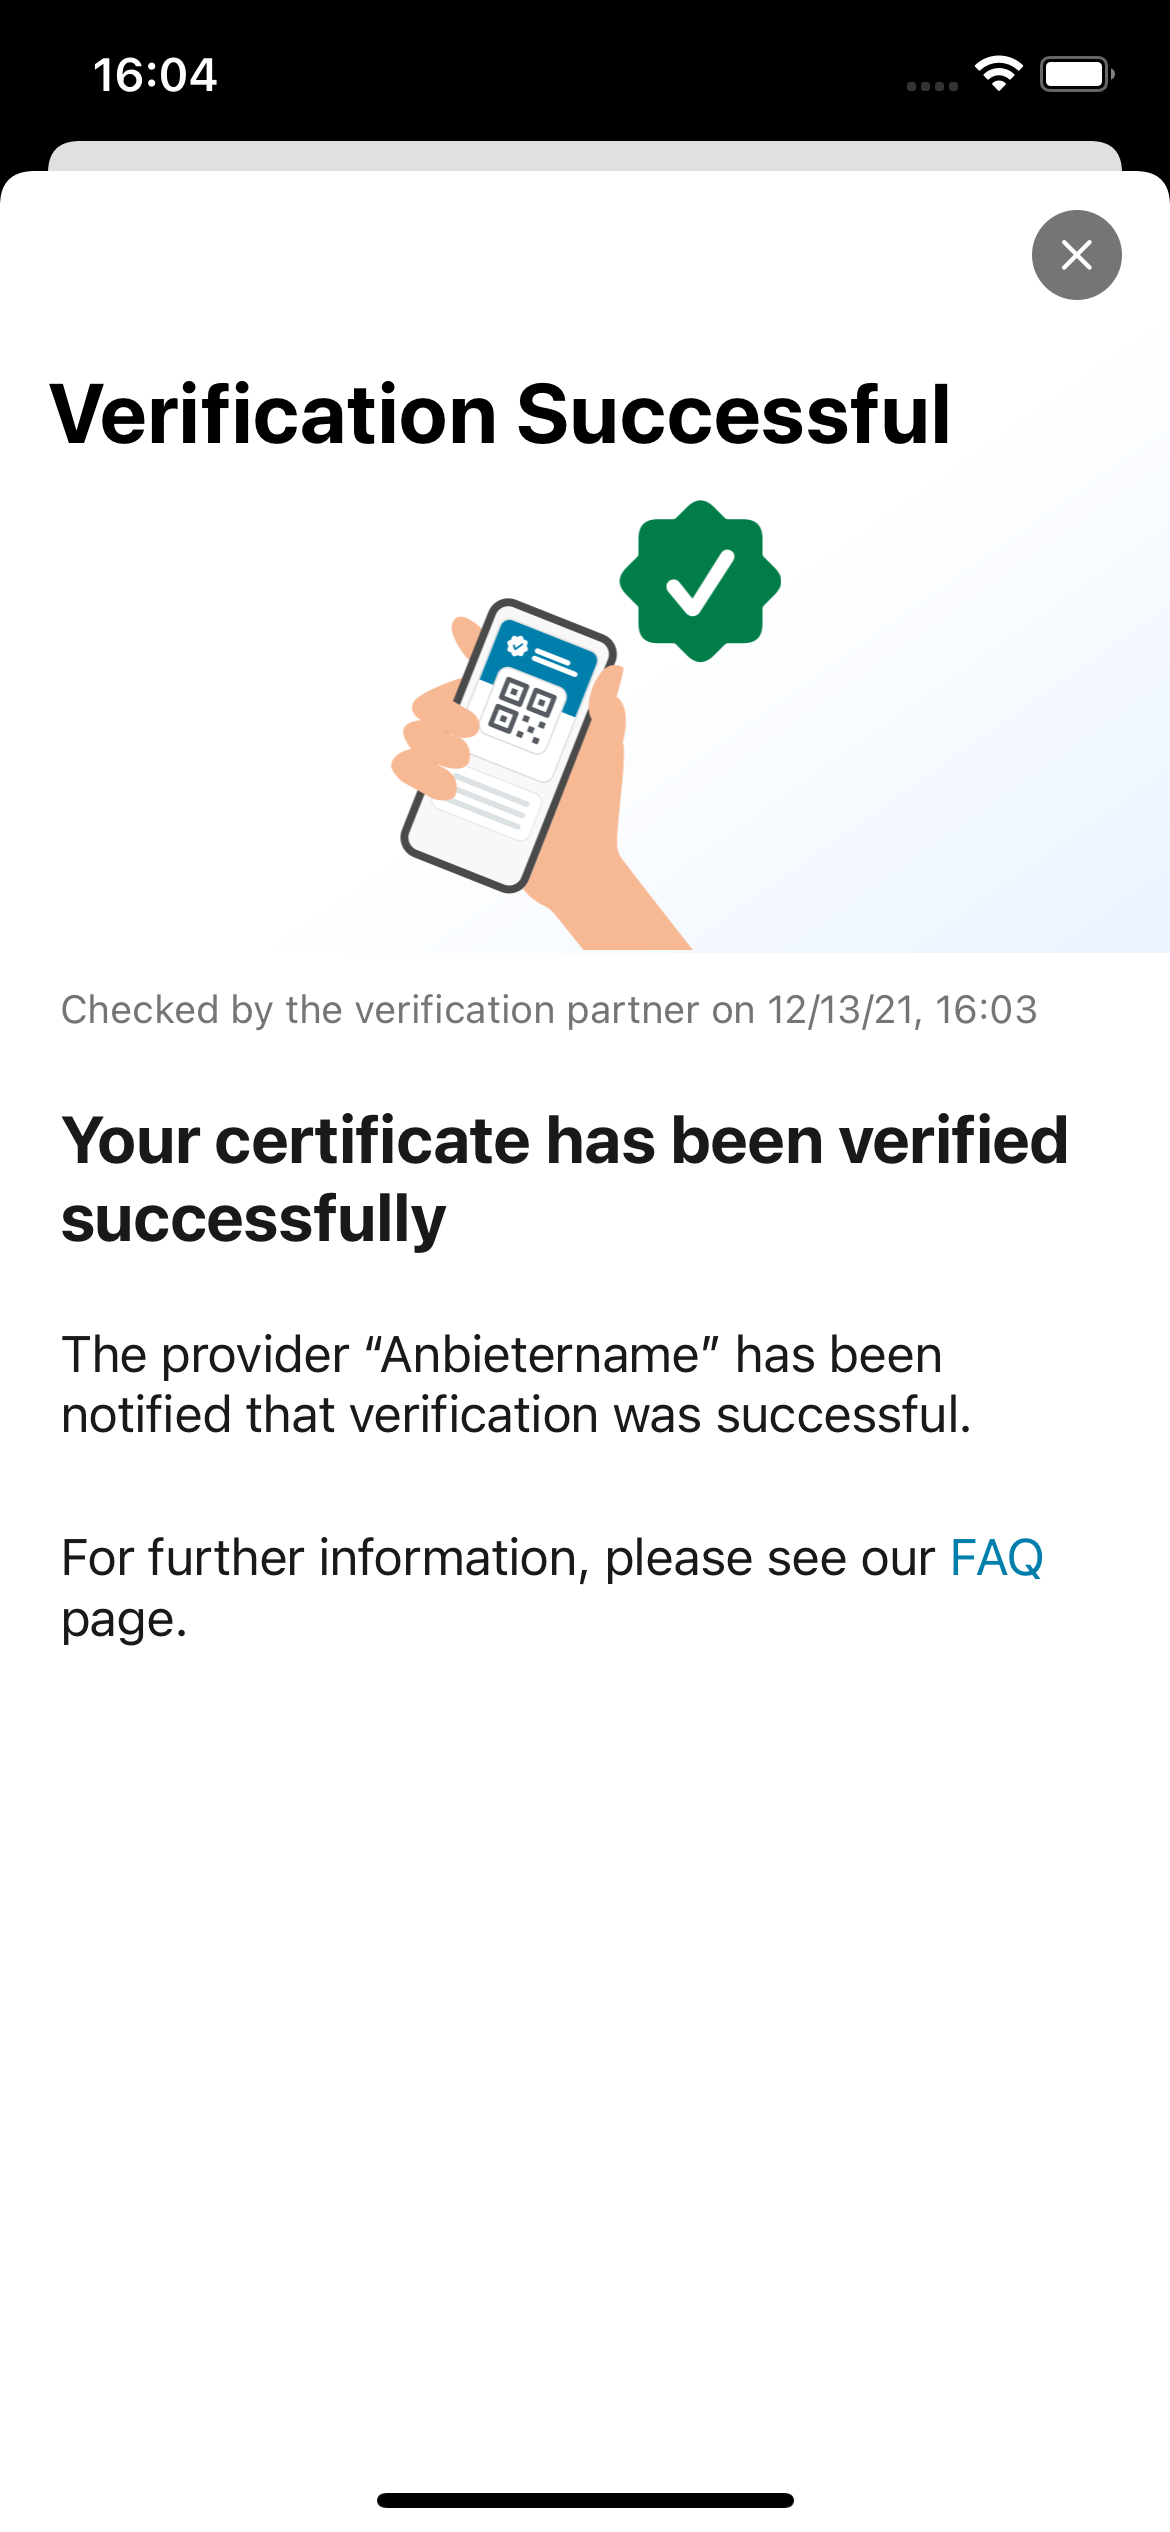 16:04
Verification Successful
Checked by the verification partner on 12/13/21, 16:03
Your certificate has been verified
successfully
The provider “Anbietername” has been
notified that verification was successful.
For further information, please see our FAQ
page.